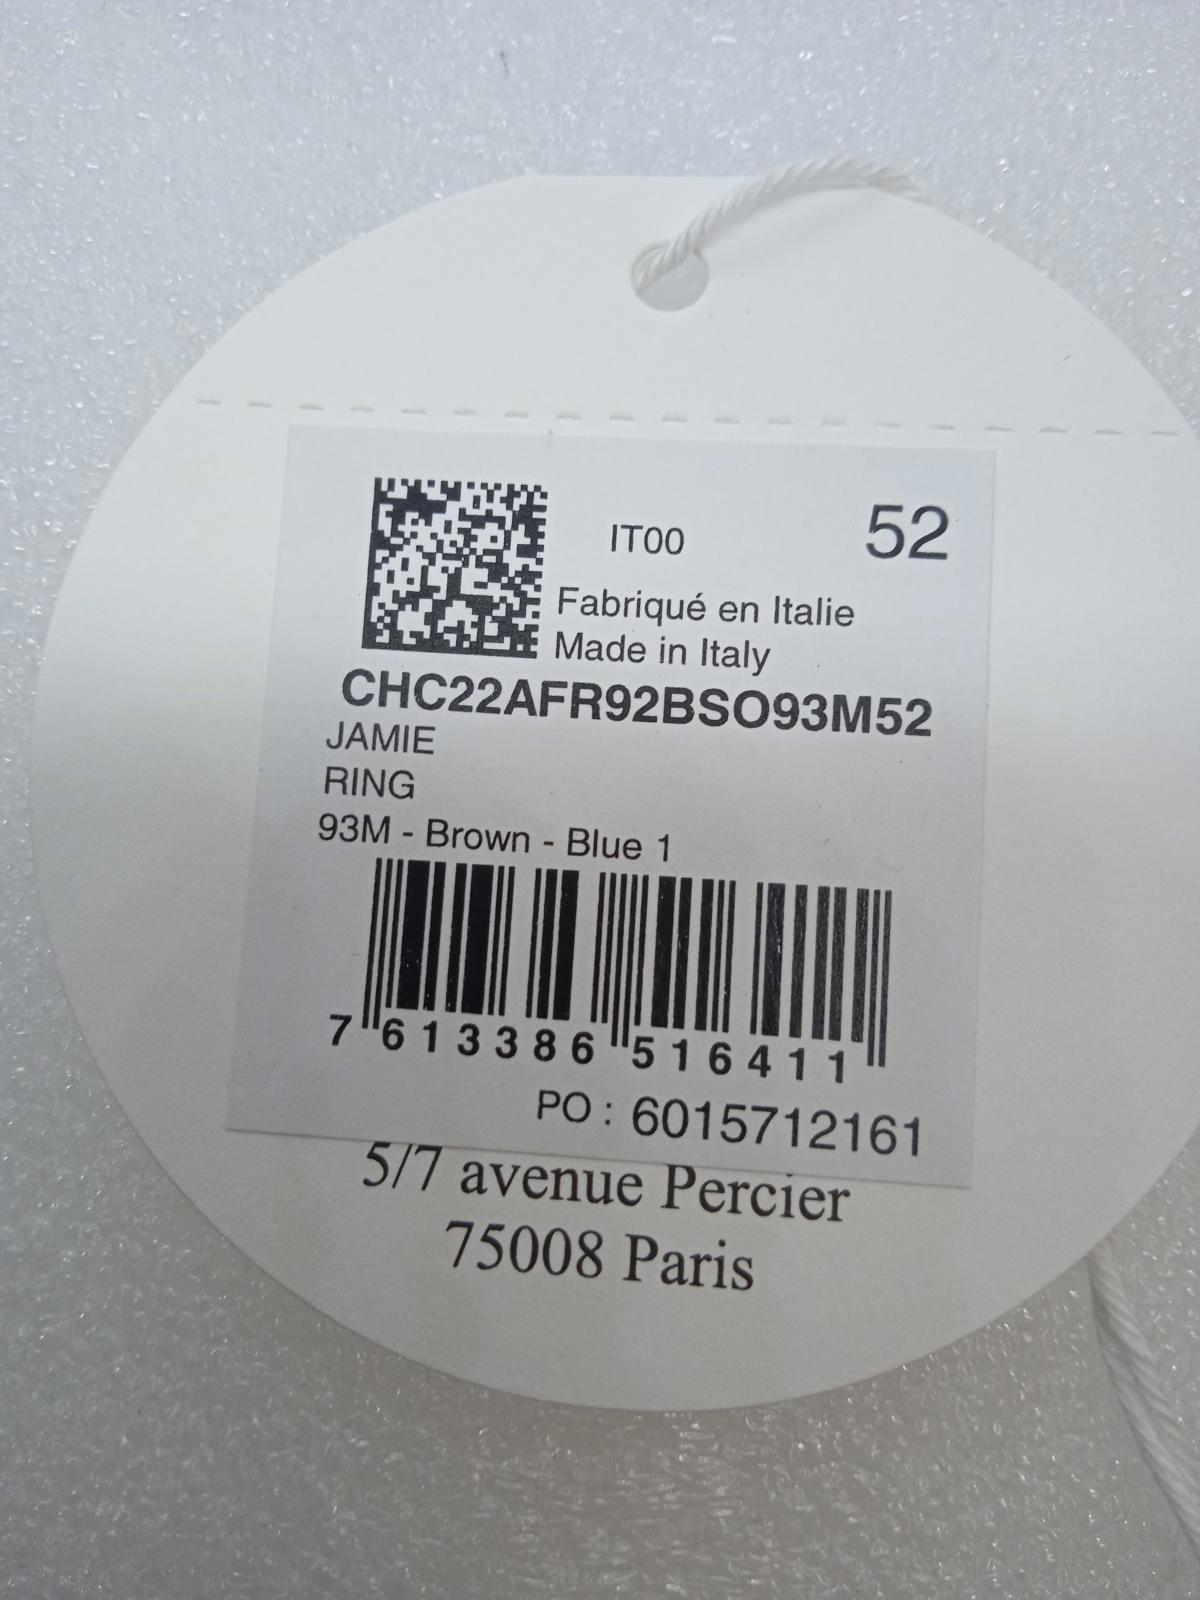 IT00
52
Fabriqué en Italie
Made in Italy
CHC22AFR92BSO93M52
JAMIE
RING
93M - Brown - Blue 1
7 613386 516411
PO : 6015712161
5/7 avenue Percier
75008 Paris